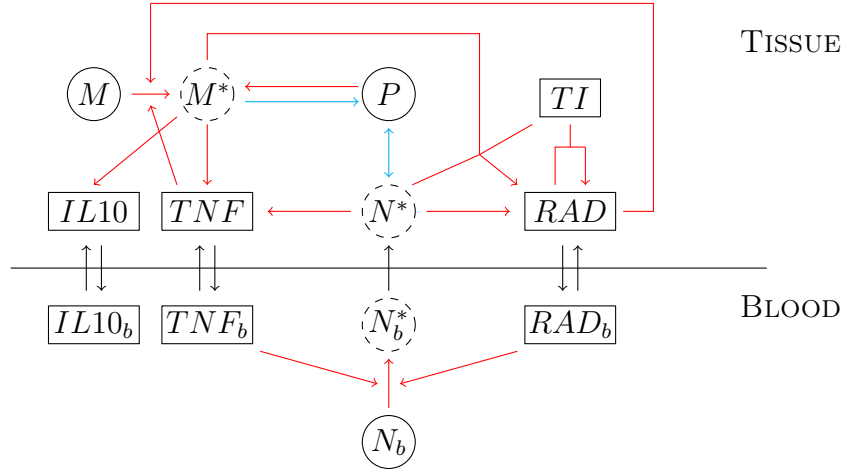 TISSUE
M M* P TI
IL10 TNF N* RAD
BLOOD
IL10_b TNF_b N*_b RAD_b
N_b